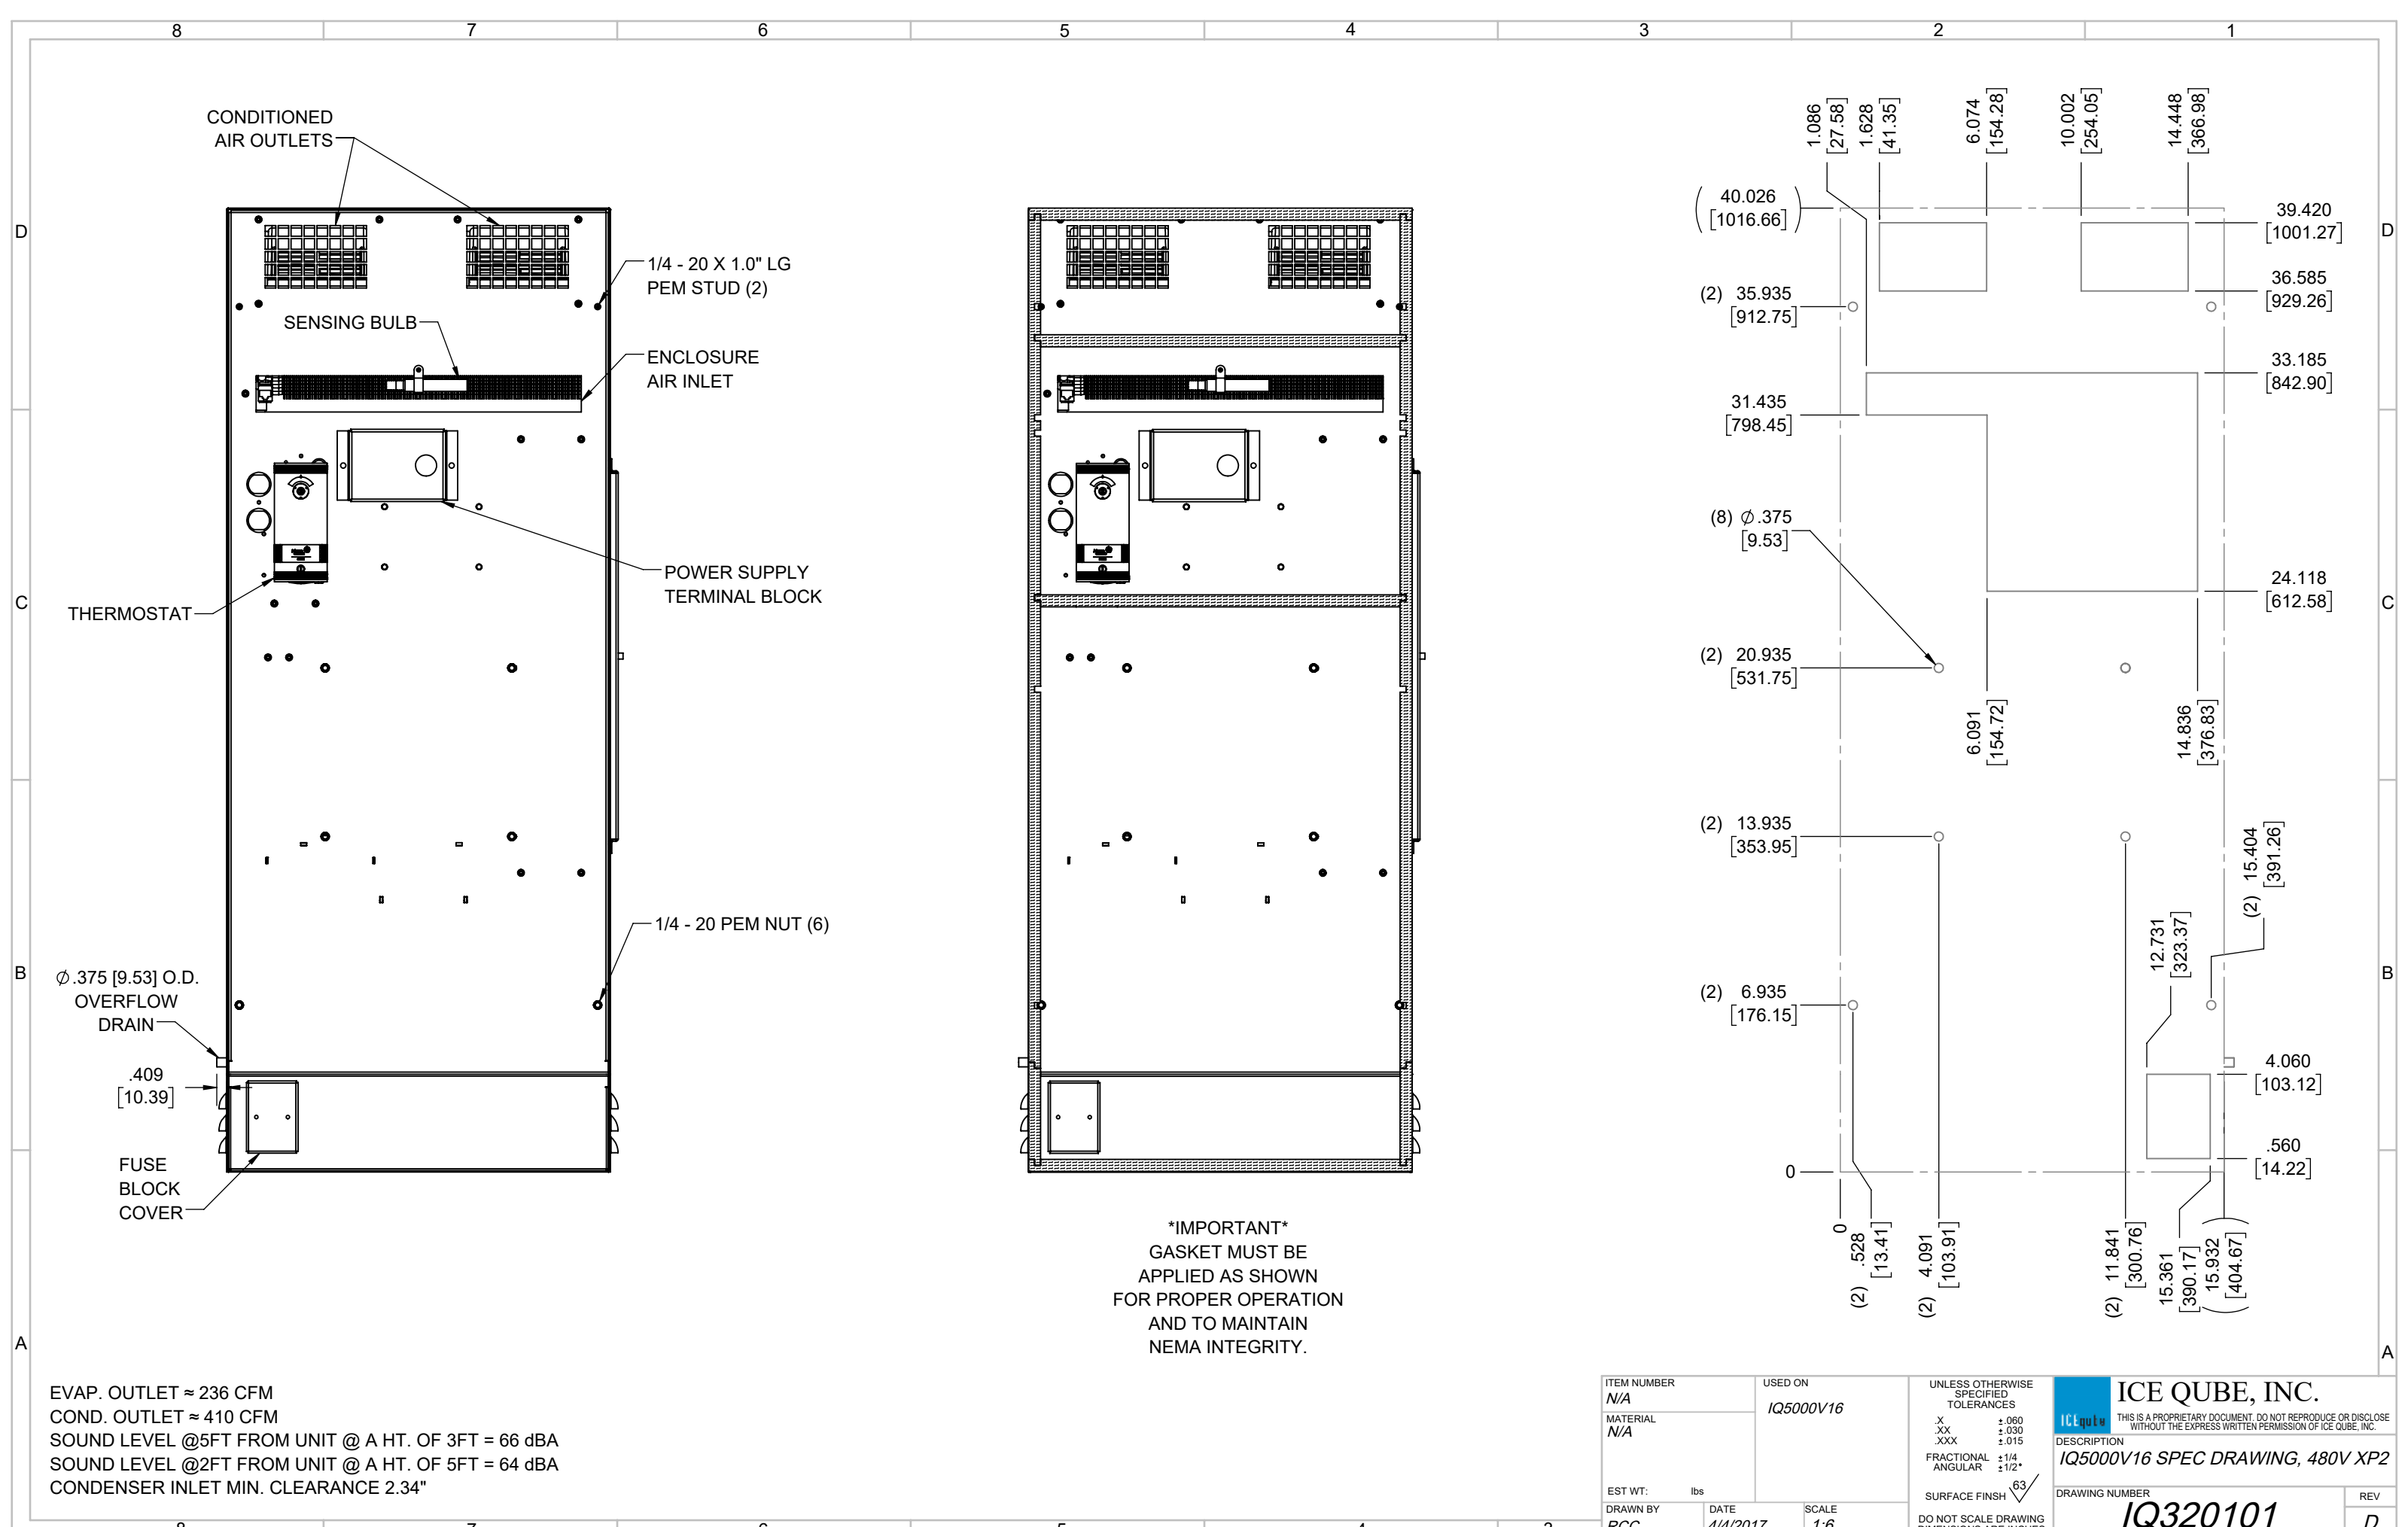 8 7 6 5 4 3 2 1
D
C
B
A
D
C
B
A
CONDITIONED
AIR OUTLETS
1/4 - 20 X 1.0" LG
PEM STUD (2)
SENSING BULB
ENCLOSURE
AIR INLET
POWER SUPPLY
TERMINAL BLOCK
THERMOSTAT
1/4 - 20 PEM NUT (6)
Ø.375 [9.53] O.D.
OVERFLOW
DRAIN
.409
[10.39]
FUSE
BLOCK
COVER
*IMPORTANT*
GASKET MUST BE
APPLIED AS SHOWN
FOR PROPER OPERATION
AND TO MAINTAIN
NEMA INTEGRITY.
1.086
[27.58]
1.628
[41.35]
6.074
[154.28]
10.002
[254.05]
14.448
[366.98]
(40.026
[1016.66])
39.420
[1001.27]
36.585
[929.26]
(2) 35.935
[912.75]
33.185
[842.90]
31.435
[798.45]
(8) Ø.375
[9.53]
24.118
[612.58]
(2) 20.935
[531.75]
6.091
[154.72]
14.836
[376.83]
(2) 13.935
[353.95]
(2) 15.404
[391.26]
12.731
[323.37]
(2) 6.935
[176.15]
4.060
[103.12]
.560
[14.22]
0
0
(2) .528
[13.41]
(2) 4.091
[103.91]
(2) 11.841
[300.76]
15.361
[390.17]
(15.932
[404.67])
EVAP. OUTLET ≈ 236 CFM
COND. OUTLET ≈ 410 CFM
SOUND LEVEL @5FT FROM UNIT @ A HT. OF 3FT = 66 dBA
SOUND LEVEL @2FT FROM UNIT @ A HT. OF 5FT = 64 dBA
CONDENSER INLET MIN. CLEARANCE 2.34"
ITEM NUMBER
N/A
MATERIAL
N/A
USED ON
IQ5000V16
EST WT: lbs
DRAWN BY
RCC
DATE
4/4/2017
SCALE
1:6
UNLESS OTHERWISE
SPECIFIED
TOLERANCES
.X ±.060
.XX ±.030
.XXX ±.015
FRACTIONAL ±1/4
ANGULAR ±1/2°
SURFACE FINSH 63
DO NOT SCALE DRAWING
DIMENSIONS ARE INCHES
ICEqube
ICE QUBE, INC.
THIS IS A PROPRIETARY DOCUMENT. DO NOT REPRODUCE OR DISCLOSE
WITHOUT THE EXPRESS WRITTEN PERMISSION OF ICE QUBE, INC.
DESCRIPTION
IQ5000V16 SPEC DRAWING, 480V XP2
DRAWING NUMBER
IQ320101
REV
D